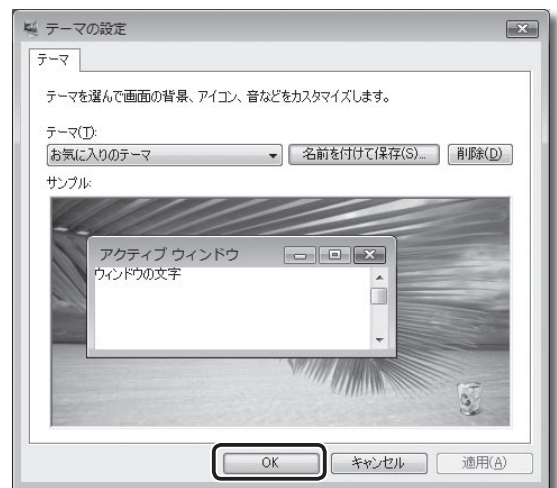 テーマの設定
テーマ
テーマを選んで画面の背景、アイコン、音などをカスタマイズします。
テーマ(T):
お気に入りのテーマ 名前を付けて保存(S)... 削除(D)
サンプル:
アクティブ ウィンドウ
ウィンドウの文字
OK キャンセル 適用(A)